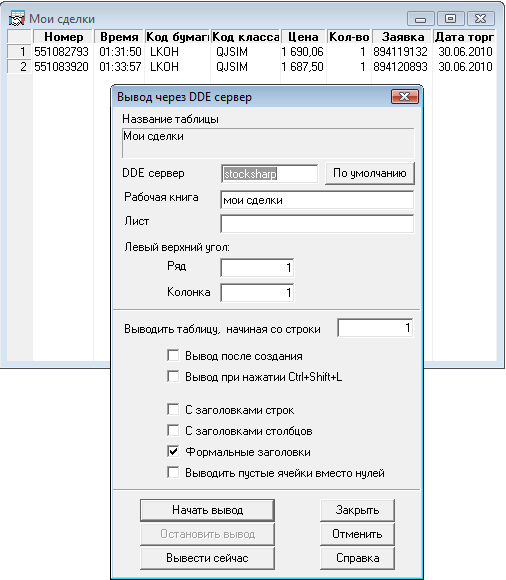 Мои сделки
Номер Время Код бумаг Код класса Цена Кол-во Заявка Дата торг
1 551082793 01:31:50 LKOH QJSIM 1 690,06 1 894119132 30.06.2010
2 551083920 01:33:57 LKOH QJSIM 1 687,50 1 894120893 30.06.2010
Вывод через DDE сервер
Название таблицы
Мои сделки
DDE сервер stocksharp По умолчанию
Рабочая книга мои сделки
Лист
Левый верхний угол:
Ряд 1
Колонка 1
Выводить таблицу, начиная со строки 1
Вывод после создания
Вывод при нажатии Ctrl+Shift+L
С заголовками строк
С заголовками столбцов
Формальные заголовки
Выводить пустые ячейки вместо нулей
Начать вывод Закрыть
Остановить вывод Отменить
Вывести сейчас Справка